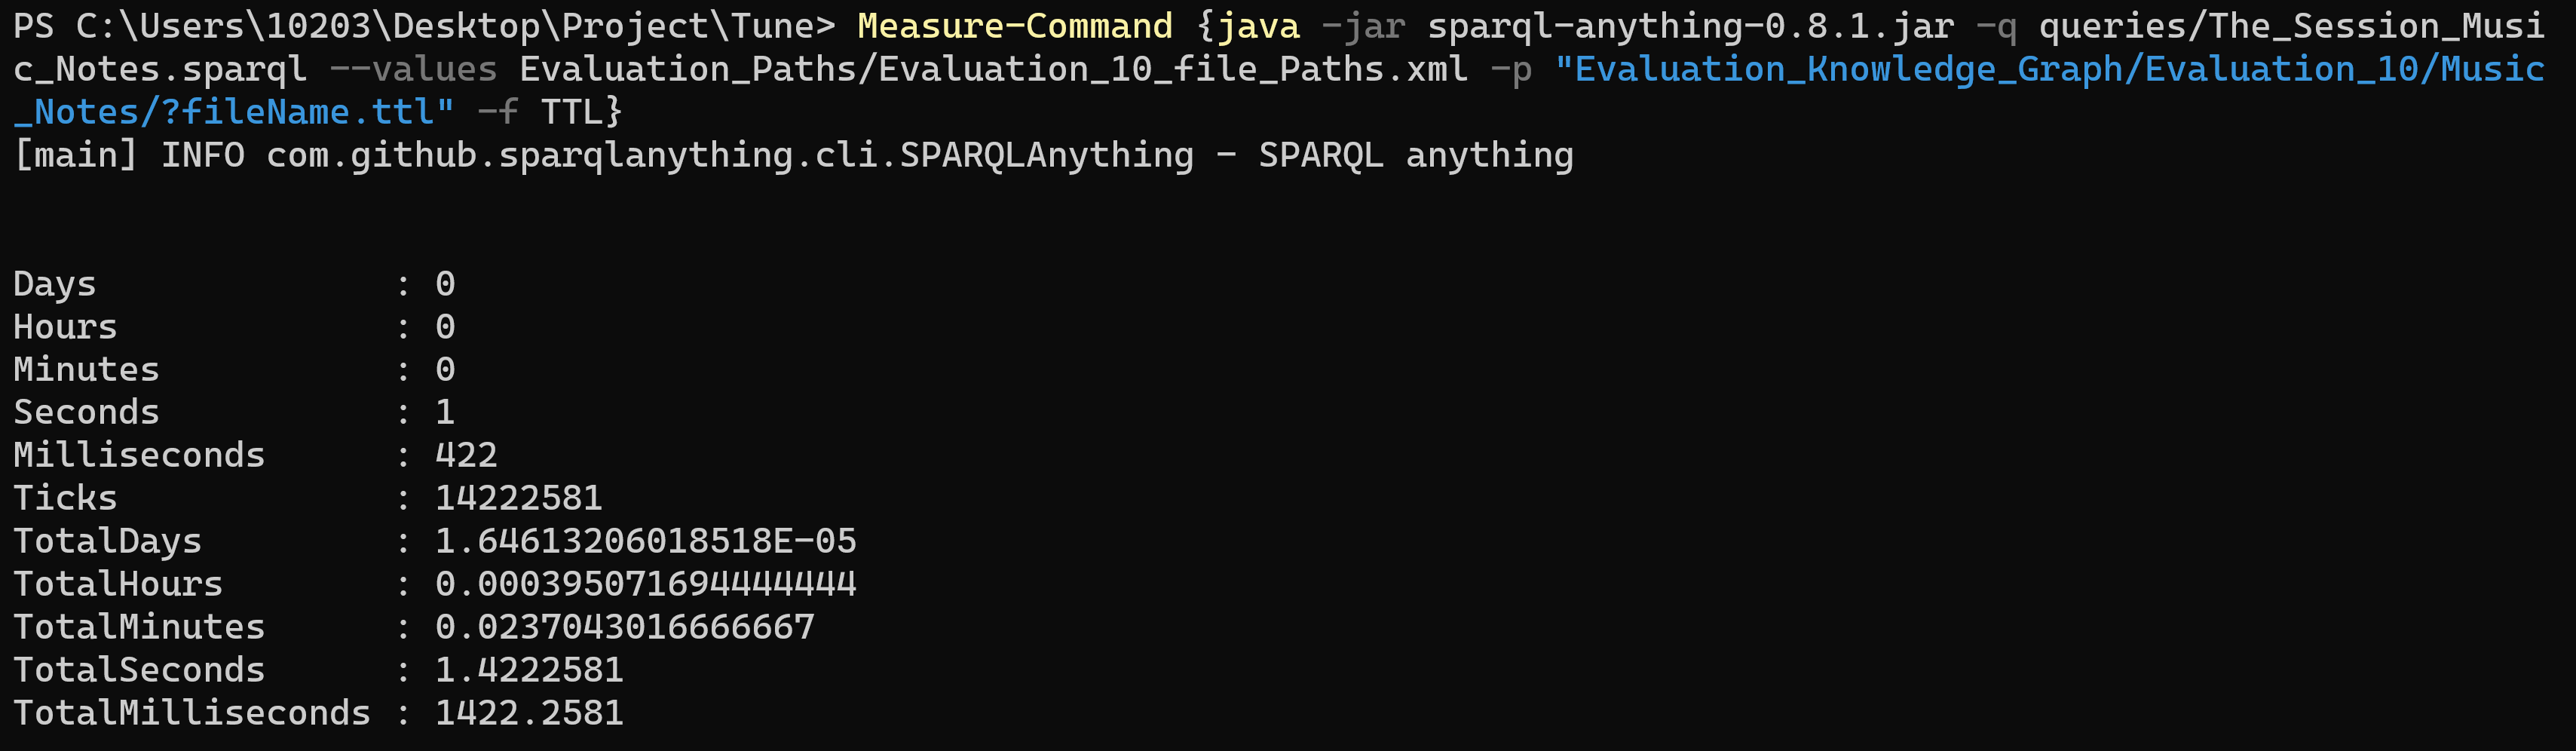 PS C:\Users\10203\Desktop\Project\Tune> Measure-Command {java -jar sparql-anything-0.8.1.jar -q queries/The_Session_Musi
c_Notes.sparql --values Evaluation_Paths/Evaluation_10_file_Paths.xml -p "Evaluation_Knowledge_Graph/Evaluation_10/Music
_Notes/?fileName.ttl" -f TTL}
[main] INFO com.github.sparqlanything.cli.SPARQLAnything - SPARQL anything
Days              : 0
Hours             : 0
Minutes           : 0
Seconds           : 1
Milliseconds      : 422
Ticks             : 14222581
TotalDays         : 1.64613206018518E-05
TotalHours        : 0.000395071694444444
TotalMinutes      : 0.0237043016666667
TotalSeconds      : 1.4222581
TotalMilliseconds : 1422.2581